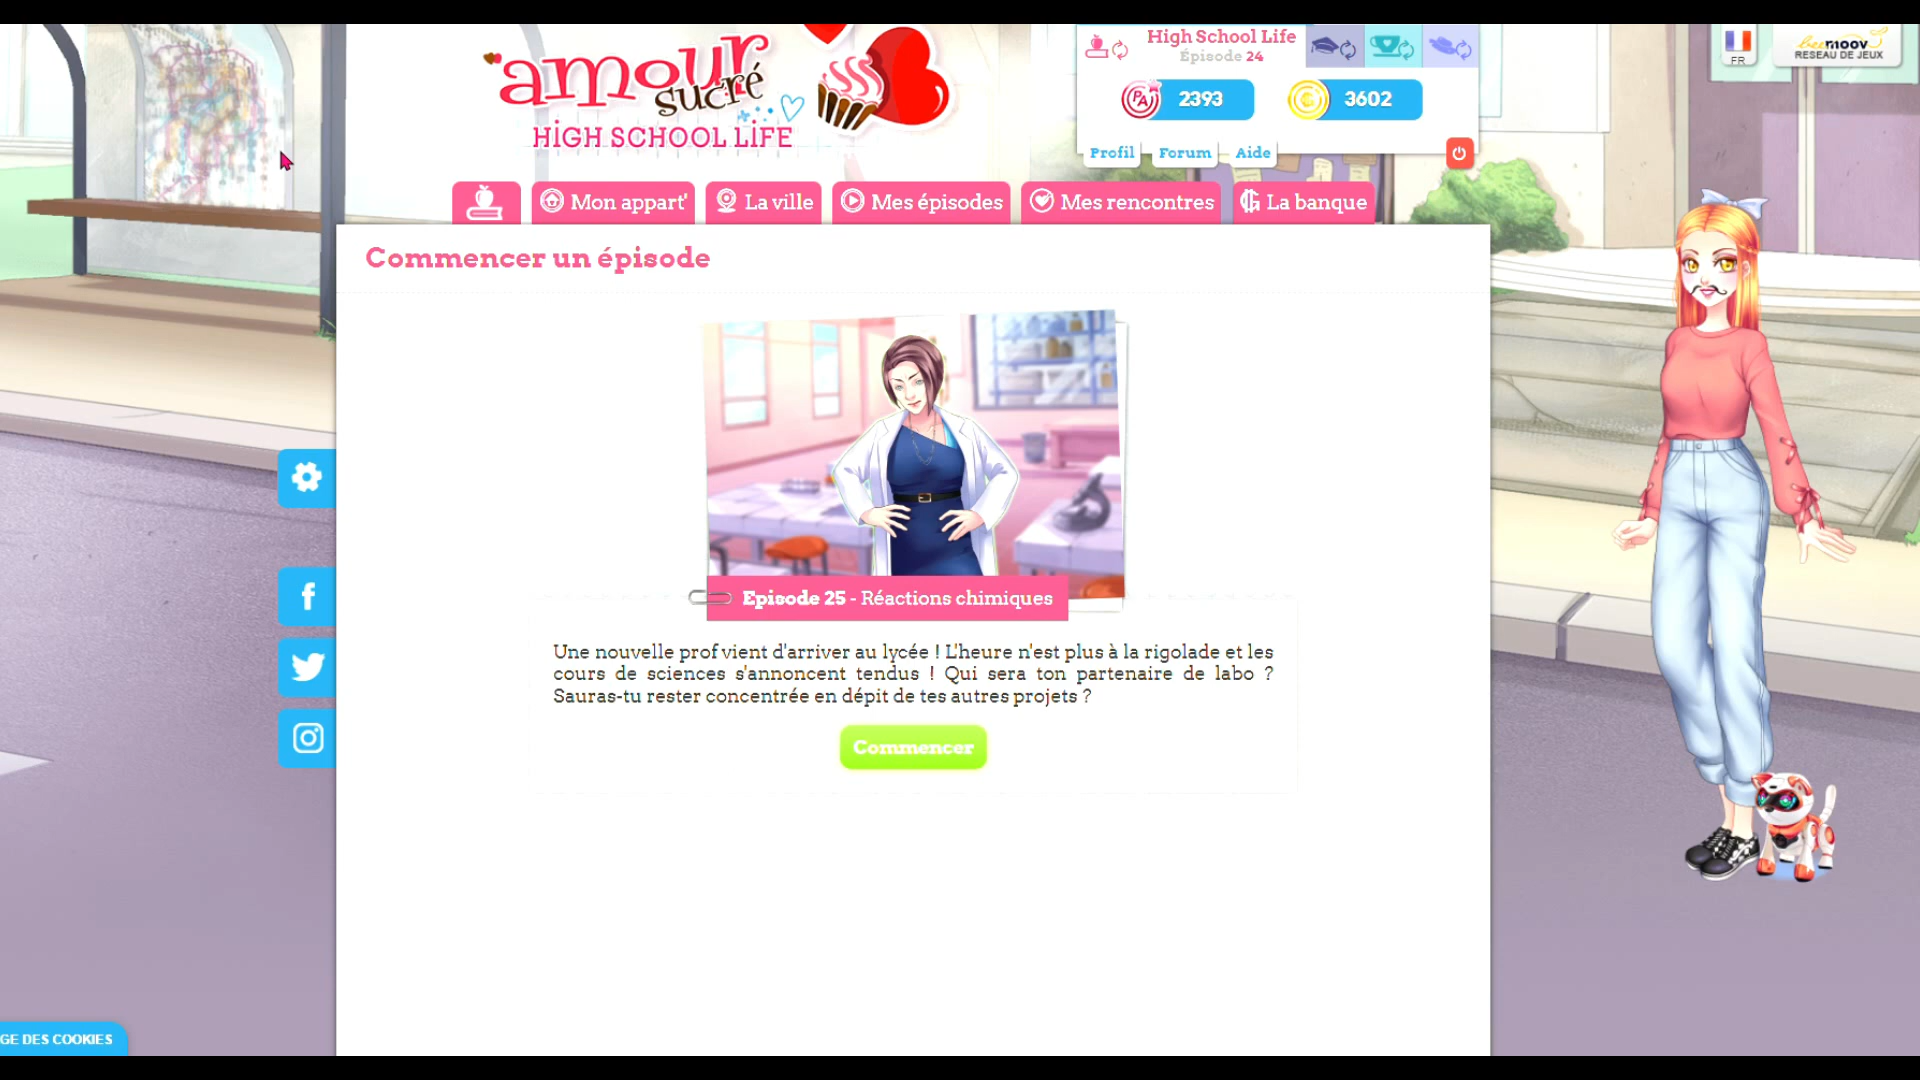 amour
sucré
HIGH SCHOOL LIFE
High School Life
Épisode 24
PA 2393
3602
Profil Forum Aide
FR
beemoov
RESEAU DE JEUX
Mon appart' La ville Mes épisodes Mes rencontres La banque
Commencer un épisode
Episode 25 - Réactions chimiques
Une nouvelle prof vient d'arriver au lycée ! L'heure n'est plus à la rigolade et les
cours de sciences s'annoncent tendus ! Qui sera ton partenaire de labo ?
Sauras-tu rester concentrée en dépit de tes autres projets ?
Commencer
GE DES COOKIES